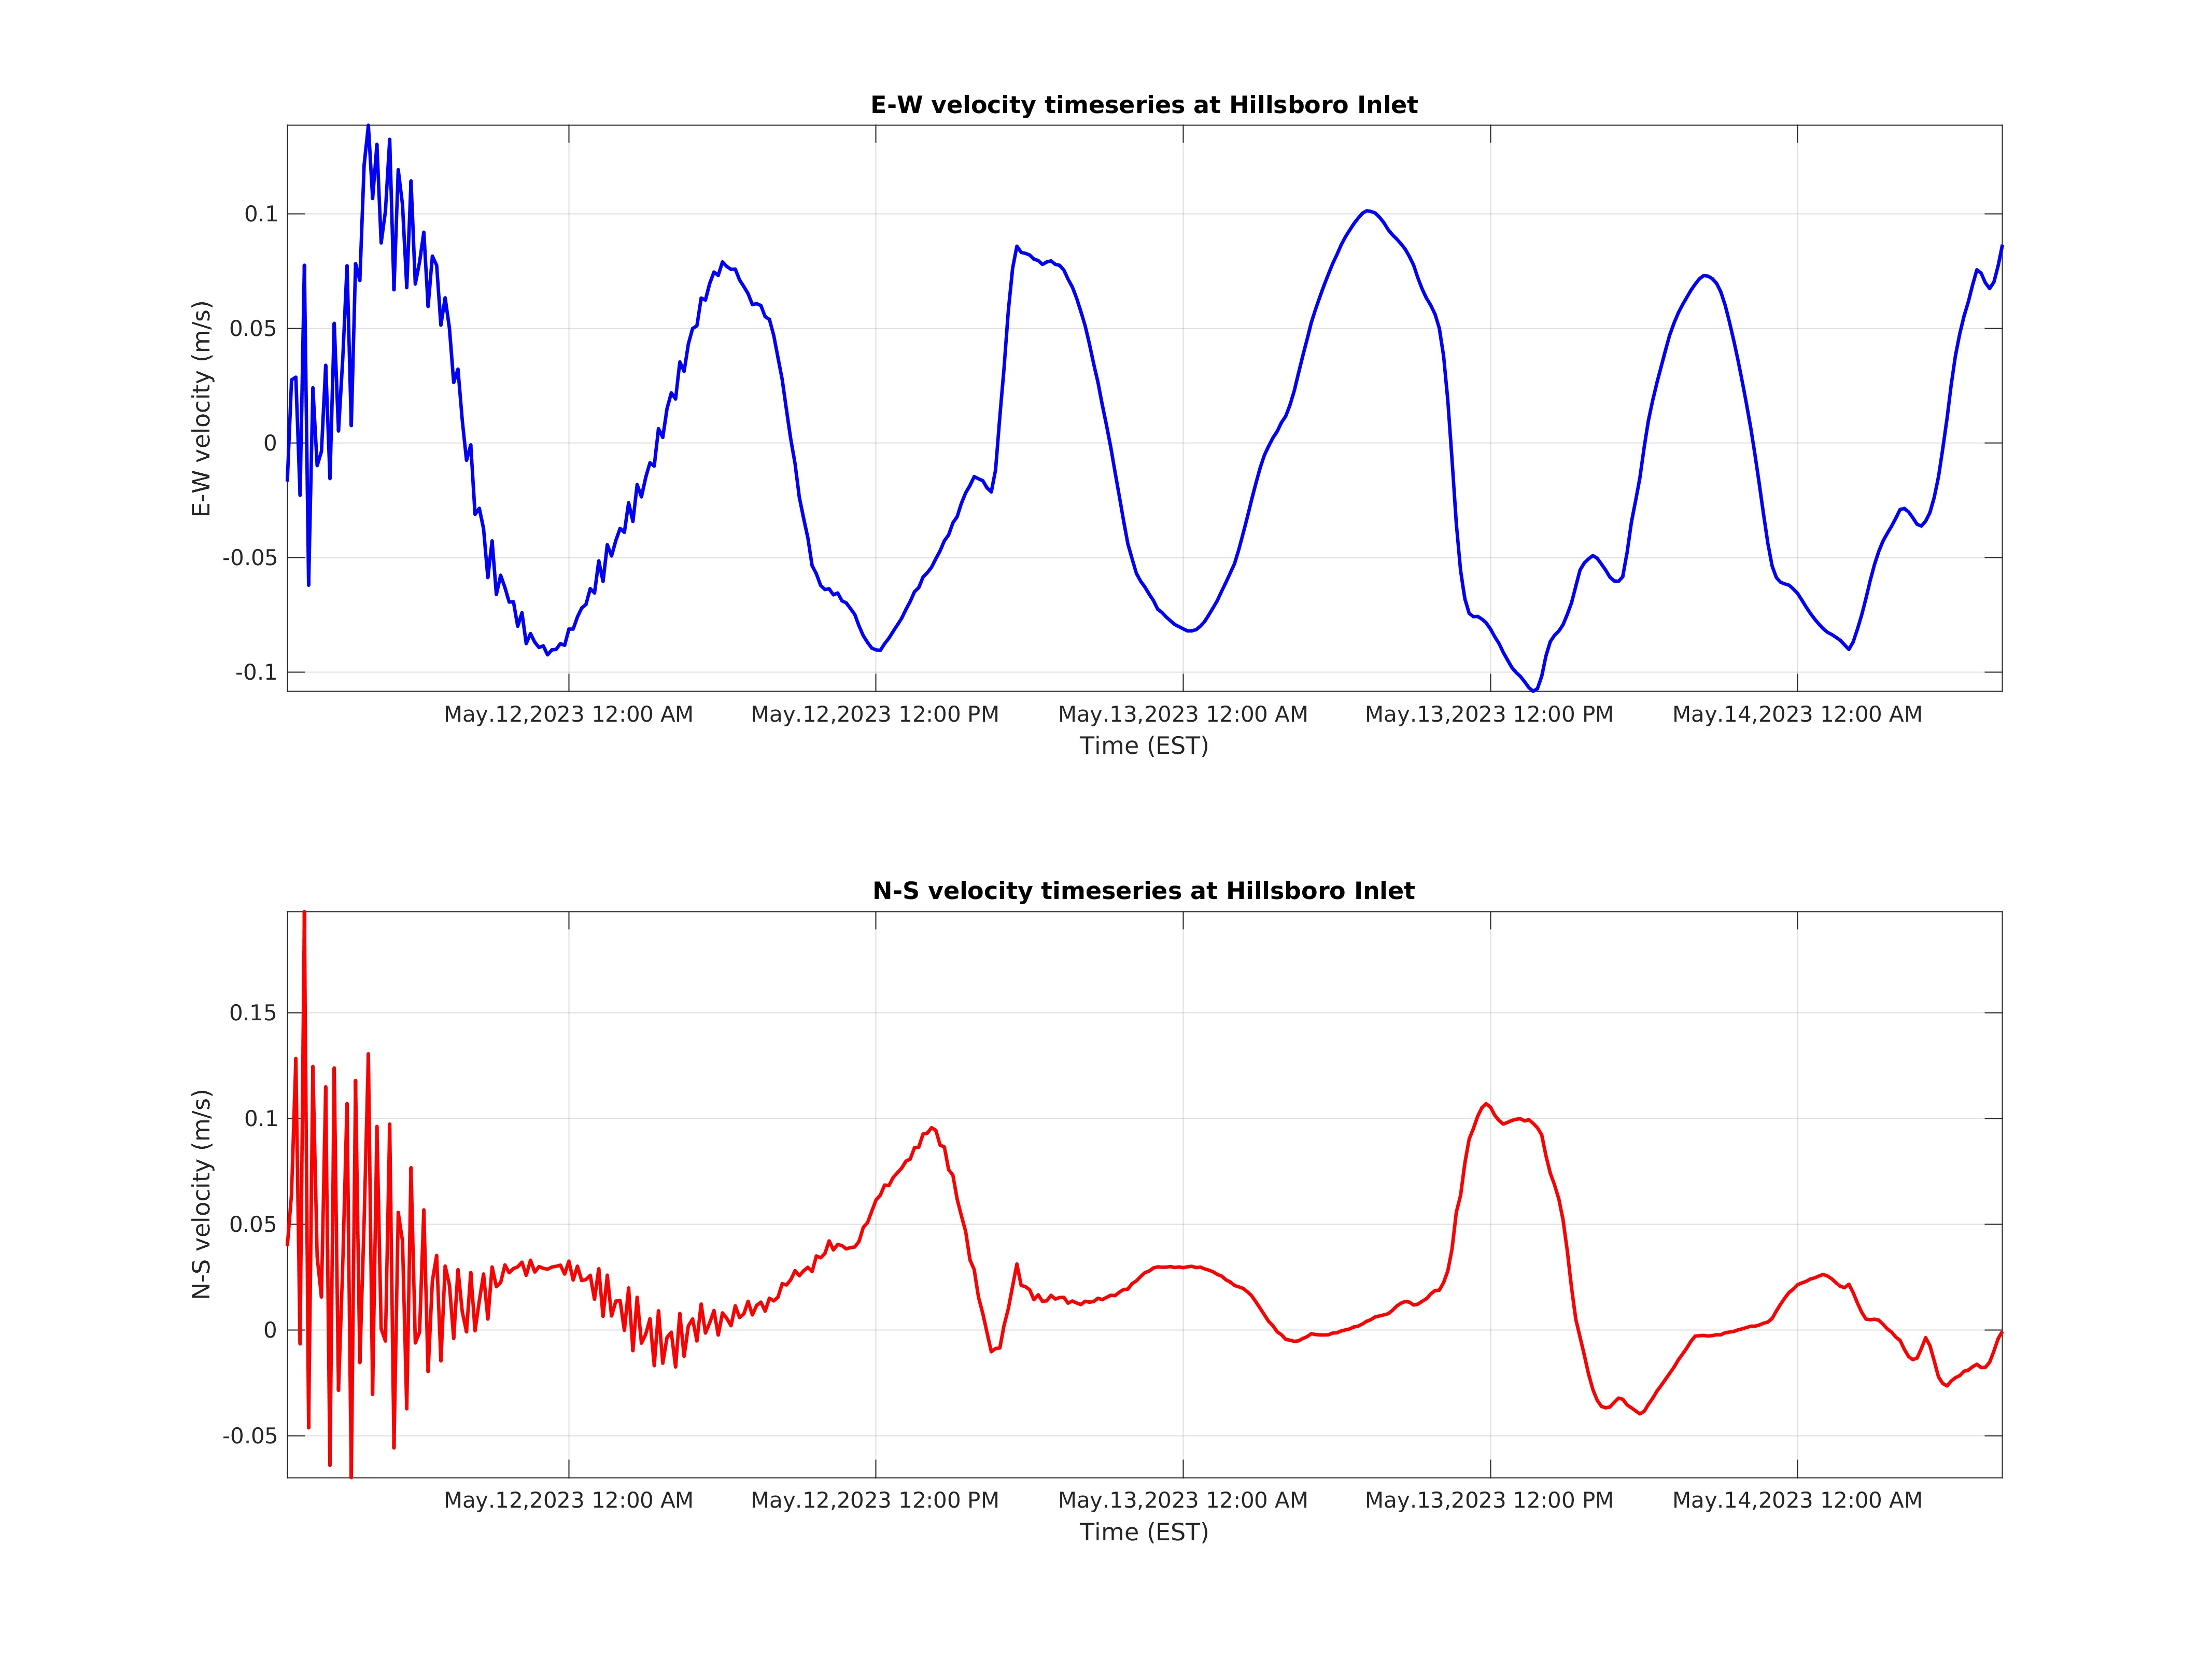 E-W velocity timeseries at Hillsboro Inlet
E-W velocity (m/s)
0.1
0.05
0
-0.05
-0.1
May.12,2023 12:00 AM
May.12,2023 12:00 PM
May.13,2023 12:00 AM
May.13,2023 12:00 PM
May.14,2023 12:00 AM
Time (EST)
N-S velocity timeseries at Hillsboro Inlet
N-S velocity (m/s)
0.15
0.1
0.05
0
-0.05
May.12,2023 12:00 AM
May.12,2023 12:00 PM
May.13,2023 12:00 AM
May.13,2023 12:00 PM
May.14,2023 12:00 AM
Time (EST)